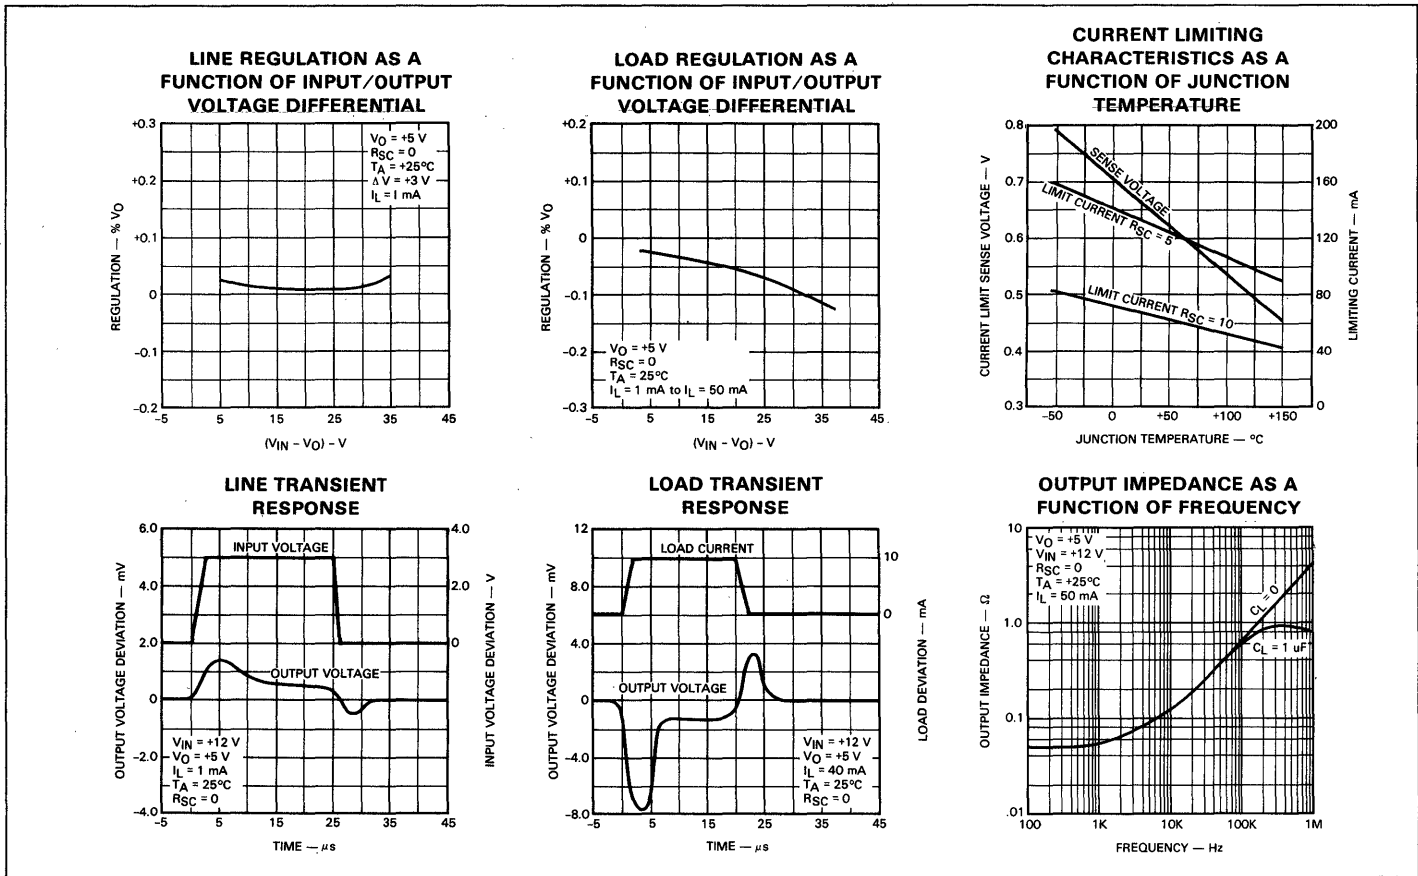 LINE REGULATION AS A
FUNCTION OF INPUT/OUTPUT
VOLTAGE DIFFERENTIAL
+0.3
+0.2
+0.1
0
-0.1
-0.2
REGULATION — % VO
VO = +5 V
RSC = 0
TA = +25°C
Δ V = +3 V
IL = 1 mA
-5
5
15
25
35
45
(VIN - VO) - V
LOAD REGULATION AS A
FUNCTION OF INPUT/OUTPUT
VOLTAGE DIFFERENTIAL
+0.2
+0.1
0
-0.1
-0.2
-0.3
REGULATION — % VO
VO = +5 V
RSC = 0
TA = 25°C
IL = 1 mA to IL = 50 mA
-5
5
15
25
35
45
(VIN - VO) - V
CURRENT LIMITING
CHARACTERISTICS AS A
FUNCTION OF JUNCTION
TEMPERATURE
0.8
0.7
0.6
0.5
0.4
0.3
CURRENT LIMIT SENSE VOLTAGE — V
SENSE VOLTAGE
LIMIT CURRENT RSC = 5
LIMIT CURRENT RSC = 10
200
160
120
80
40
0
LIMITING CURRENT — mA
-50
0
+50
+100
+150
JUNCTION TEMPERATURE — °C
LINE TRANSIENT
RESPONSE
6.0
4.0
2.0
0
-2.0
-4.0
OUTPUT VOLTAGE DEVIATION — mV
INPUT VOLTAGE
OUTPUT VOLTAGE
4.0
2.0
0
INPUT VOLTAGE DEVIATION — V
VIN = +12 V
VO = +5 V
IL = 1 mA
TA = 25°C
RSC = 0
-5
5
15
25
35
45
TIME — μs
LOAD TRANSIENT
RESPONSE
12
8.0
4.0
0
-4.0
-8.0
OUTPUT VOLTAGE DEVIATION — mV
LOAD CURRENT
OUTPUT VOLTAGE
10
0
LOAD DEVIATION — mA
VIN = +12 V
VO = +5 V
IL = 40 mA
TA = 25°C
RSC = 0
-5
5
15
25
35
45
TIME — μs
OUTPUT IMPEDANCE AS A
FUNCTION OF FREQUENCY
10
1.0
0.1
.01
OUTPUT IMPEDANCE — Ω
VO = +5 V
VIN = +12 V
RSC = 0
TA = +25°C
IL = 50 mA
CL = 0
CL = 1 uF
100
1K
10K
100K
1M
FREQUENCY — Hz